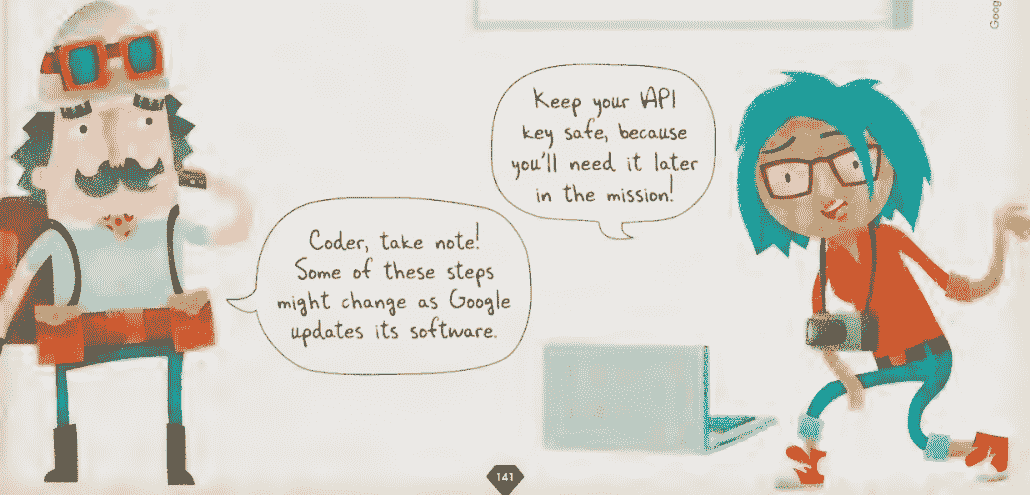 Goog
Keep your API
key safe, because
you'll need it later
in the mission!
Coder, take note!
Some of these steps
might change as Google
updates its software.
141